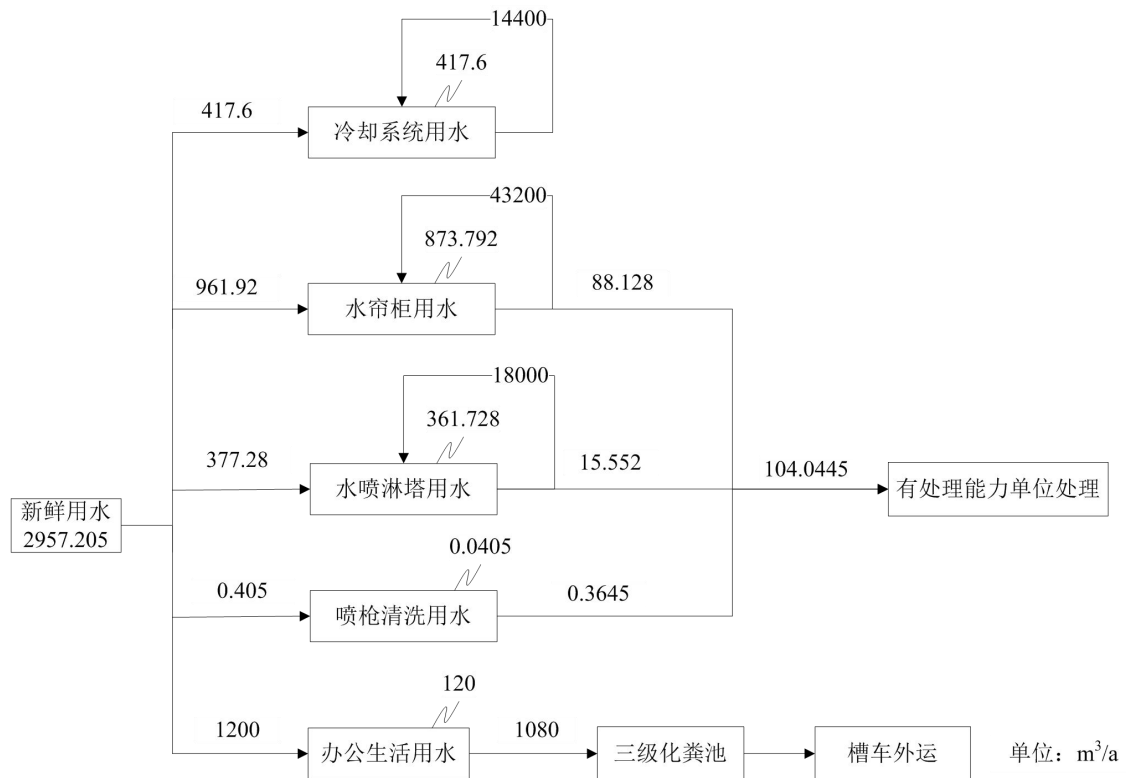 14400
417.6
417.6
冷却系统用水
43200
873.792
961.92
水帘柜用水
88.128
18000
361.728
377.28
水喷淋塔用水
15.552
104.0445
有处理能力单位处理
新鲜用水
2957.205
0.0405
0.405
喷枪清洗用水
0.3645
120
1200
办公生活用水
1080
三级化粪池
槽车外运
单位：m³/a